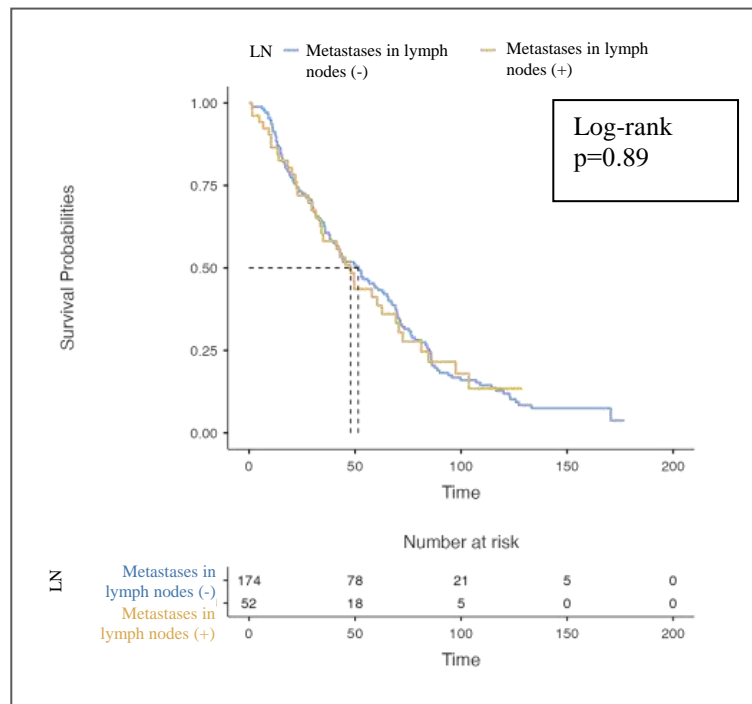 LN Metastases in lymph nodes (-) Metastases in lymph nodes (+)
Log-rank
p=0.89
Survival Probabilities
1.00
0.75
0.50
0.25
0.00
0 50 100 150 200
Time
Number at risk
LN
Metastases in
lymph nodes (-)
174 78 21 5 0
Metastases in
lymph nodes (+)
52 18 5 0 0
0 50 100 150 200
Time